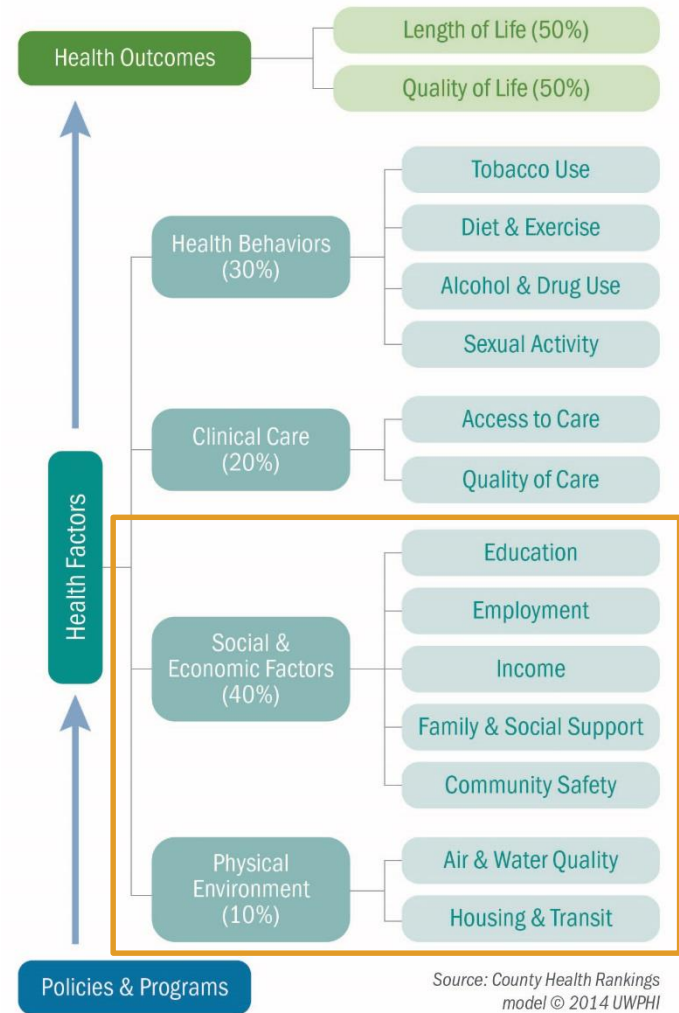 Health Outcomes
Length of Life (50%)
Quality of Life (50%)
Health Factors
Health Behaviors
(30%)
Tobacco Use
Diet & Exercise
Alcohol & Drug Use
Sexual Activity
Clinical Care
(20%)
Access to Care
Quality of Care
Social &
Economic Factors
(40%)
Education
Employment
Income
Family & Social Support
Community Safety
Physical
Environment
(10%)
Air & Water Quality
Housing & Transit
Policies & Programs
Source: County Health Rankings
model © 2014 UWPHI